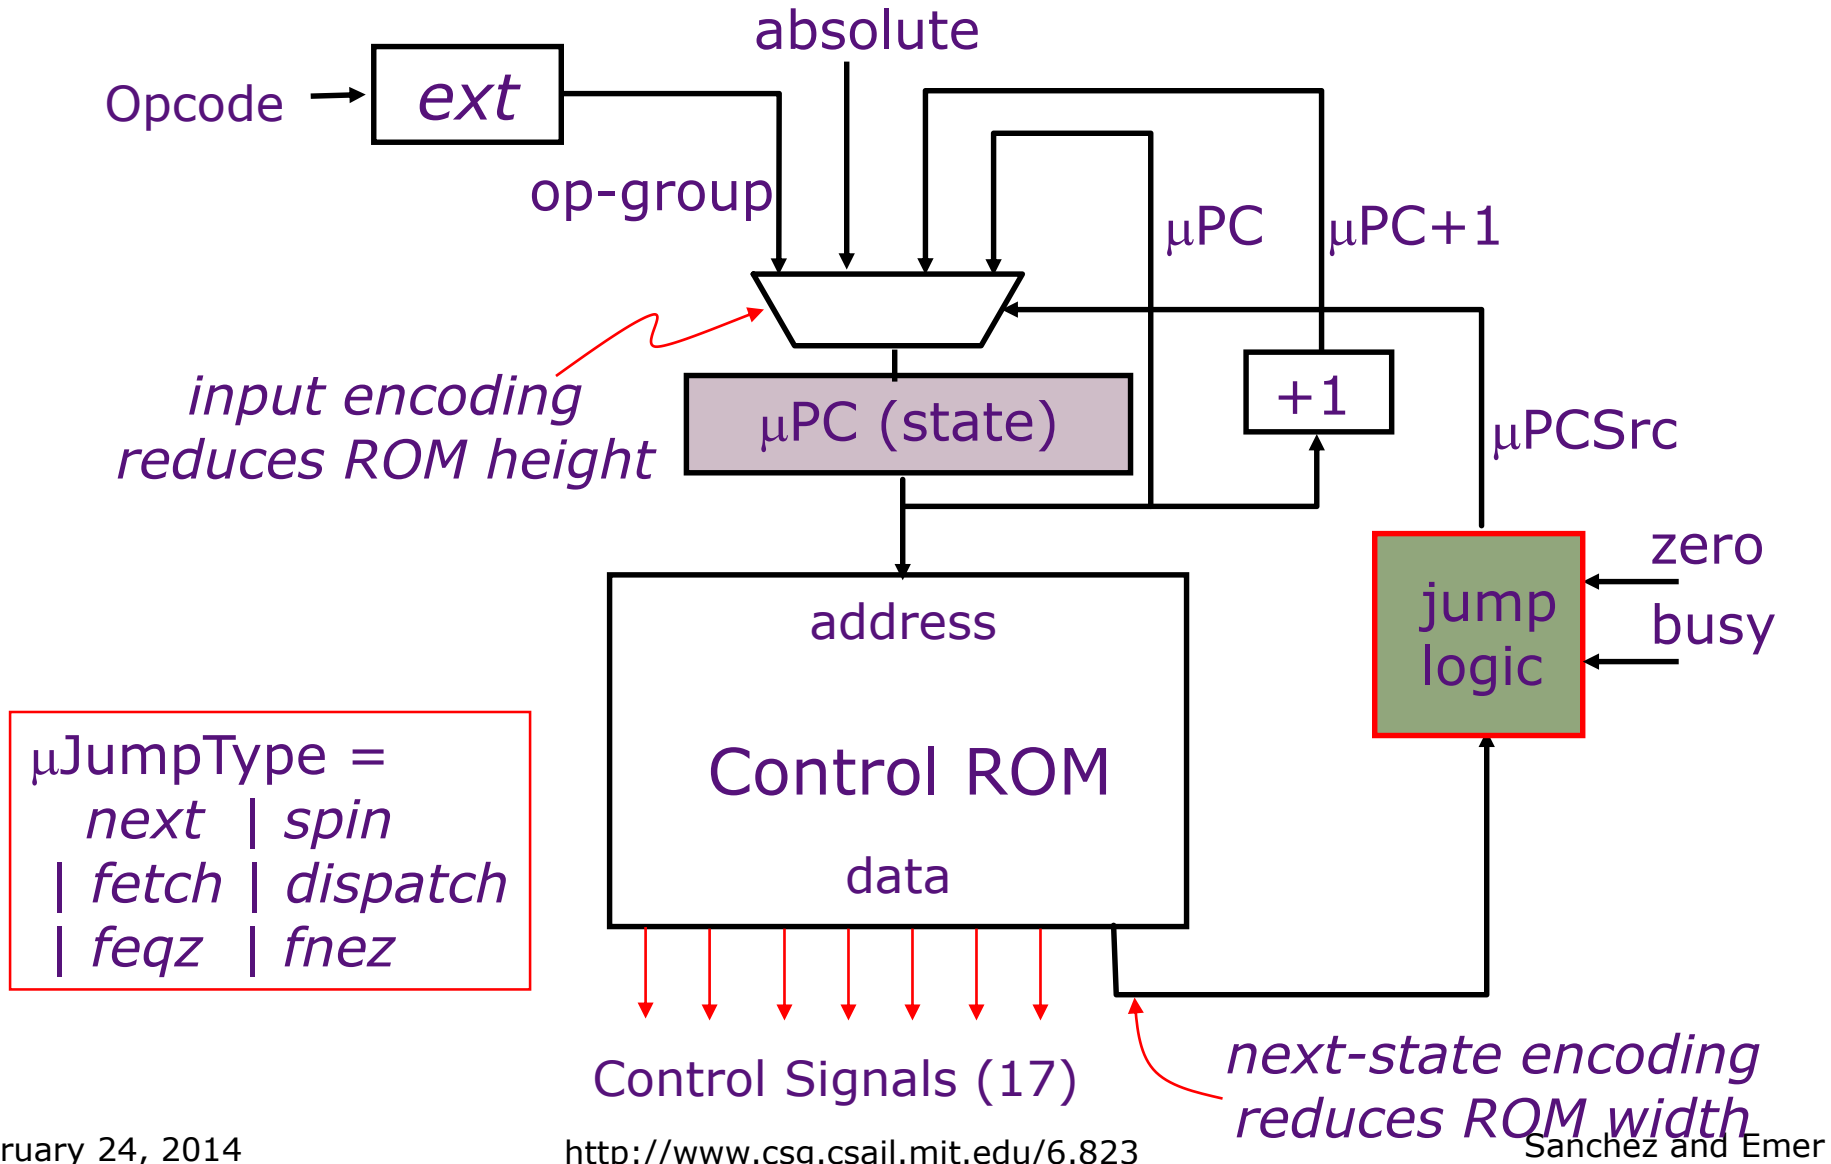 absolute
Opcode
ext
op-group
μPC
μPC+1
input encoding
reduces ROM height
μPC (state)
+1
μPCSrc
zero
busy
jump
logic
address
Control ROM
data
μJumpType =
next | spin
| fetch | dispatch
| feqz | fnez
Control Signals (17)
next-state encoding
reduces ROM width
ruary 24, 2014
http://www.csg.csail.mit.edu/6.823
Sanchez and Emer